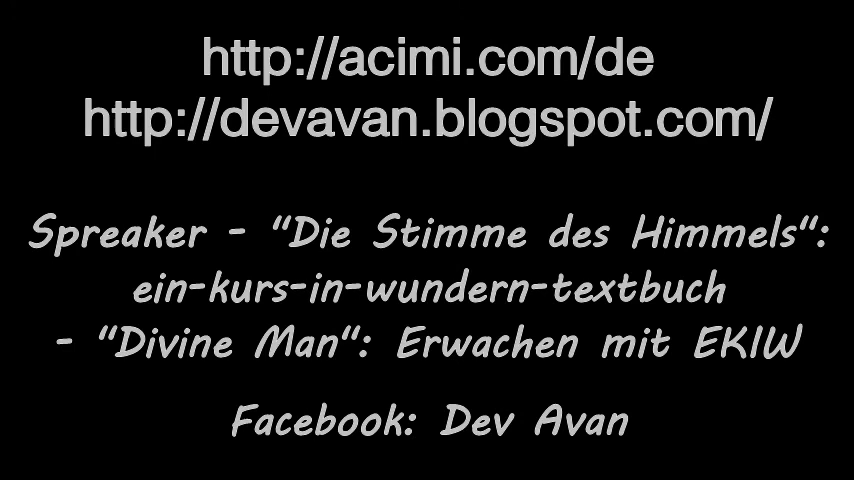 http://acimi.com/de
http://devavan.blogspot.com/
Spreaker - "Die Stimme des Himmels":
ein-kurs-in-wundern-textbuch
- "Divine Man": Erwachen mit EKIW
Facebook: Dev Avan